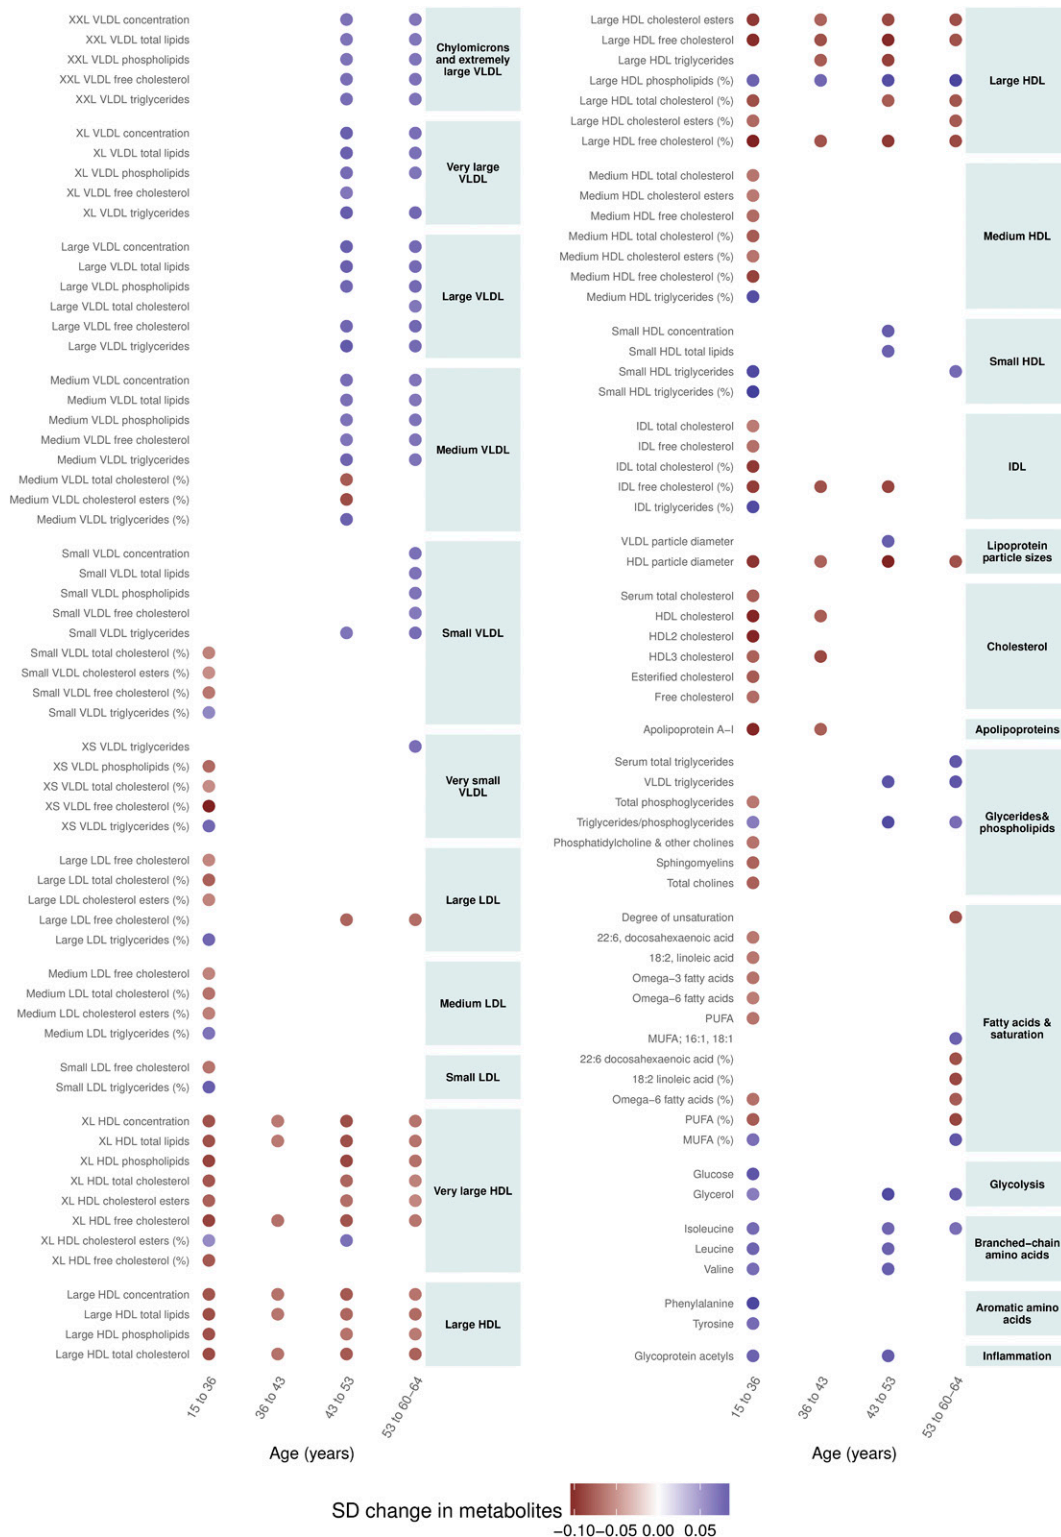 XXL VLDL concentration
XXL VLDL total lipids
XXL VLDL phospholipids
XXL VLDL free cholesterol
XXL VLDL triglycerides
Chylomicrons
and extremely
large VLDL
XL VLDL concentration
XL VLDL total lipids
XL VLDL phospholipids
XL VLDL free cholesterol
XL VLDL triglycerides
Very large
VLDL
Large VLDL concentration
Large VLDL total lipids
Large VLDL phospholipids
Large VLDL total cholesterol
Large VLDL free cholesterol
Large VLDL triglycerides
Large VLDL
Medium VLDL concentration
Medium VLDL total lipids
Medium VLDL phospholipids
Medium VLDL free cholesterol
Medium VLDL triglycerides
Medium VLDL total cholesterol (%)
Medium VLDL cholesterol esters (%)
Medium VLDL triglycerides (%)
Medium VLDL
Small VLDL concentration
Small VLDL total lipids
Small VLDL phospholipids
Small VLDL free cholesterol
Small VLDL triglycerides
Small VLDL total cholesterol (%)
Small VLDL cholesterol esters (%)
Small VLDL free cholesterol (%)
Small VLDL triglycerides (%)
Small VLDL
XS VLDL triglycerides
XS VLDL phospholipids (%)
XS VLDL total cholesterol (%)
XS VLDL free cholesterol (%)
XS VLDL triglycerides (%)
Very small
VLDL
Large LDL free cholesterol
Large LDL total cholesterol (%)
Large LDL cholesterol esters (%)
Large LDL free cholesterol (%)
Large LDL triglycerides (%)
Large LDL
Medium LDL free cholesterol
Medium LDL total cholesterol (%)
Medium LDL cholesterol esters (%)
Medium LDL triglycerides (%)
Medium LDL
Small LDL free cholesterol
Small LDL triglycerides (%)
Small LDL
XL HDL concentration
XL HDL total lipids
XL HDL phospholipids
XL HDL total cholesterol
XL HDL cholesterol esters
XL HDL free cholesterol
XL HDL cholesterol esters (%)
XL HDL free cholesterol (%)
Very large HDL
Large HDL concentration
Large HDL total lipids
Large HDL phospholipids
Large HDL total cholesterol
Large HDL
15 to 36
36 to 43
43 to 53
53 to 60−64
Age (years)
Large HDL cholesterol esters
Large HDL free cholesterol
Large HDL triglycerides
Large HDL phospholipids (%)
Large HDL total cholesterol (%)
Large HDL cholesterol esters (%)
Large HDL free cholesterol (%)
Large HDL
Medium HDL total cholesterol
Medium HDL cholesterol esters
Medium HDL free cholesterol
Medium HDL total cholesterol (%)
Medium HDL cholesterol esters (%)
Medium HDL free cholesterol (%)
Medium HDL triglycerides (%)
Medium HDL
Small HDL concentration
Small HDL total lipids
Small HDL triglycerides
Small HDL triglycerides (%)
Small HDL
IDL total cholesterol
IDL free cholesterol
IDL total cholesterol (%)
IDL free cholesterol (%)
IDL triglycerides (%)
IDL
VLDL particle diameter
HDL particle diameter
Lipoprotein
particle sizes
Serum total cholesterol
HDL cholesterol
HDL2 cholesterol
HDL3 cholesterol
Esterified cholesterol
Free cholesterol
Cholesterol
Apolipoprotein A−I
Apolipoproteins
Serum total triglycerides
VLDL triglycerides
Total phosphoglycerides
Triglycerides/phosphoglycerides
Phosphatidylcholine & other cholines
Sphingomyelins
Total cholines
Glycerides&
phospholipids
Degree of unsaturation
22:6, docosahexaenoic acid
18:2, linoleic acid
Omega−3 fatty acids
Omega−6 fatty acids
PUFA
MUFA; 16:1, 18:1
22:6 docosahexaenoic acid (%)
18:2 linoleic acid (%)
Omega−6 fatty acids (%)
PUFA (%)
MUFA (%)
Fatty acids &
saturation
Glucose
Glycerol
Glycolysis
Isoleucine
Leucine
Valine
Branched−chain
amino acids
Phenylalanine
Tyrosine
Aromatic amino
acids
Glycoprotein acetyls
Inflammation
15 to 36
36 to 43
43 to 53
53 to 60−64
Age (years)
SD change in metabolites
−0.10 −0.05 0.00 0.05